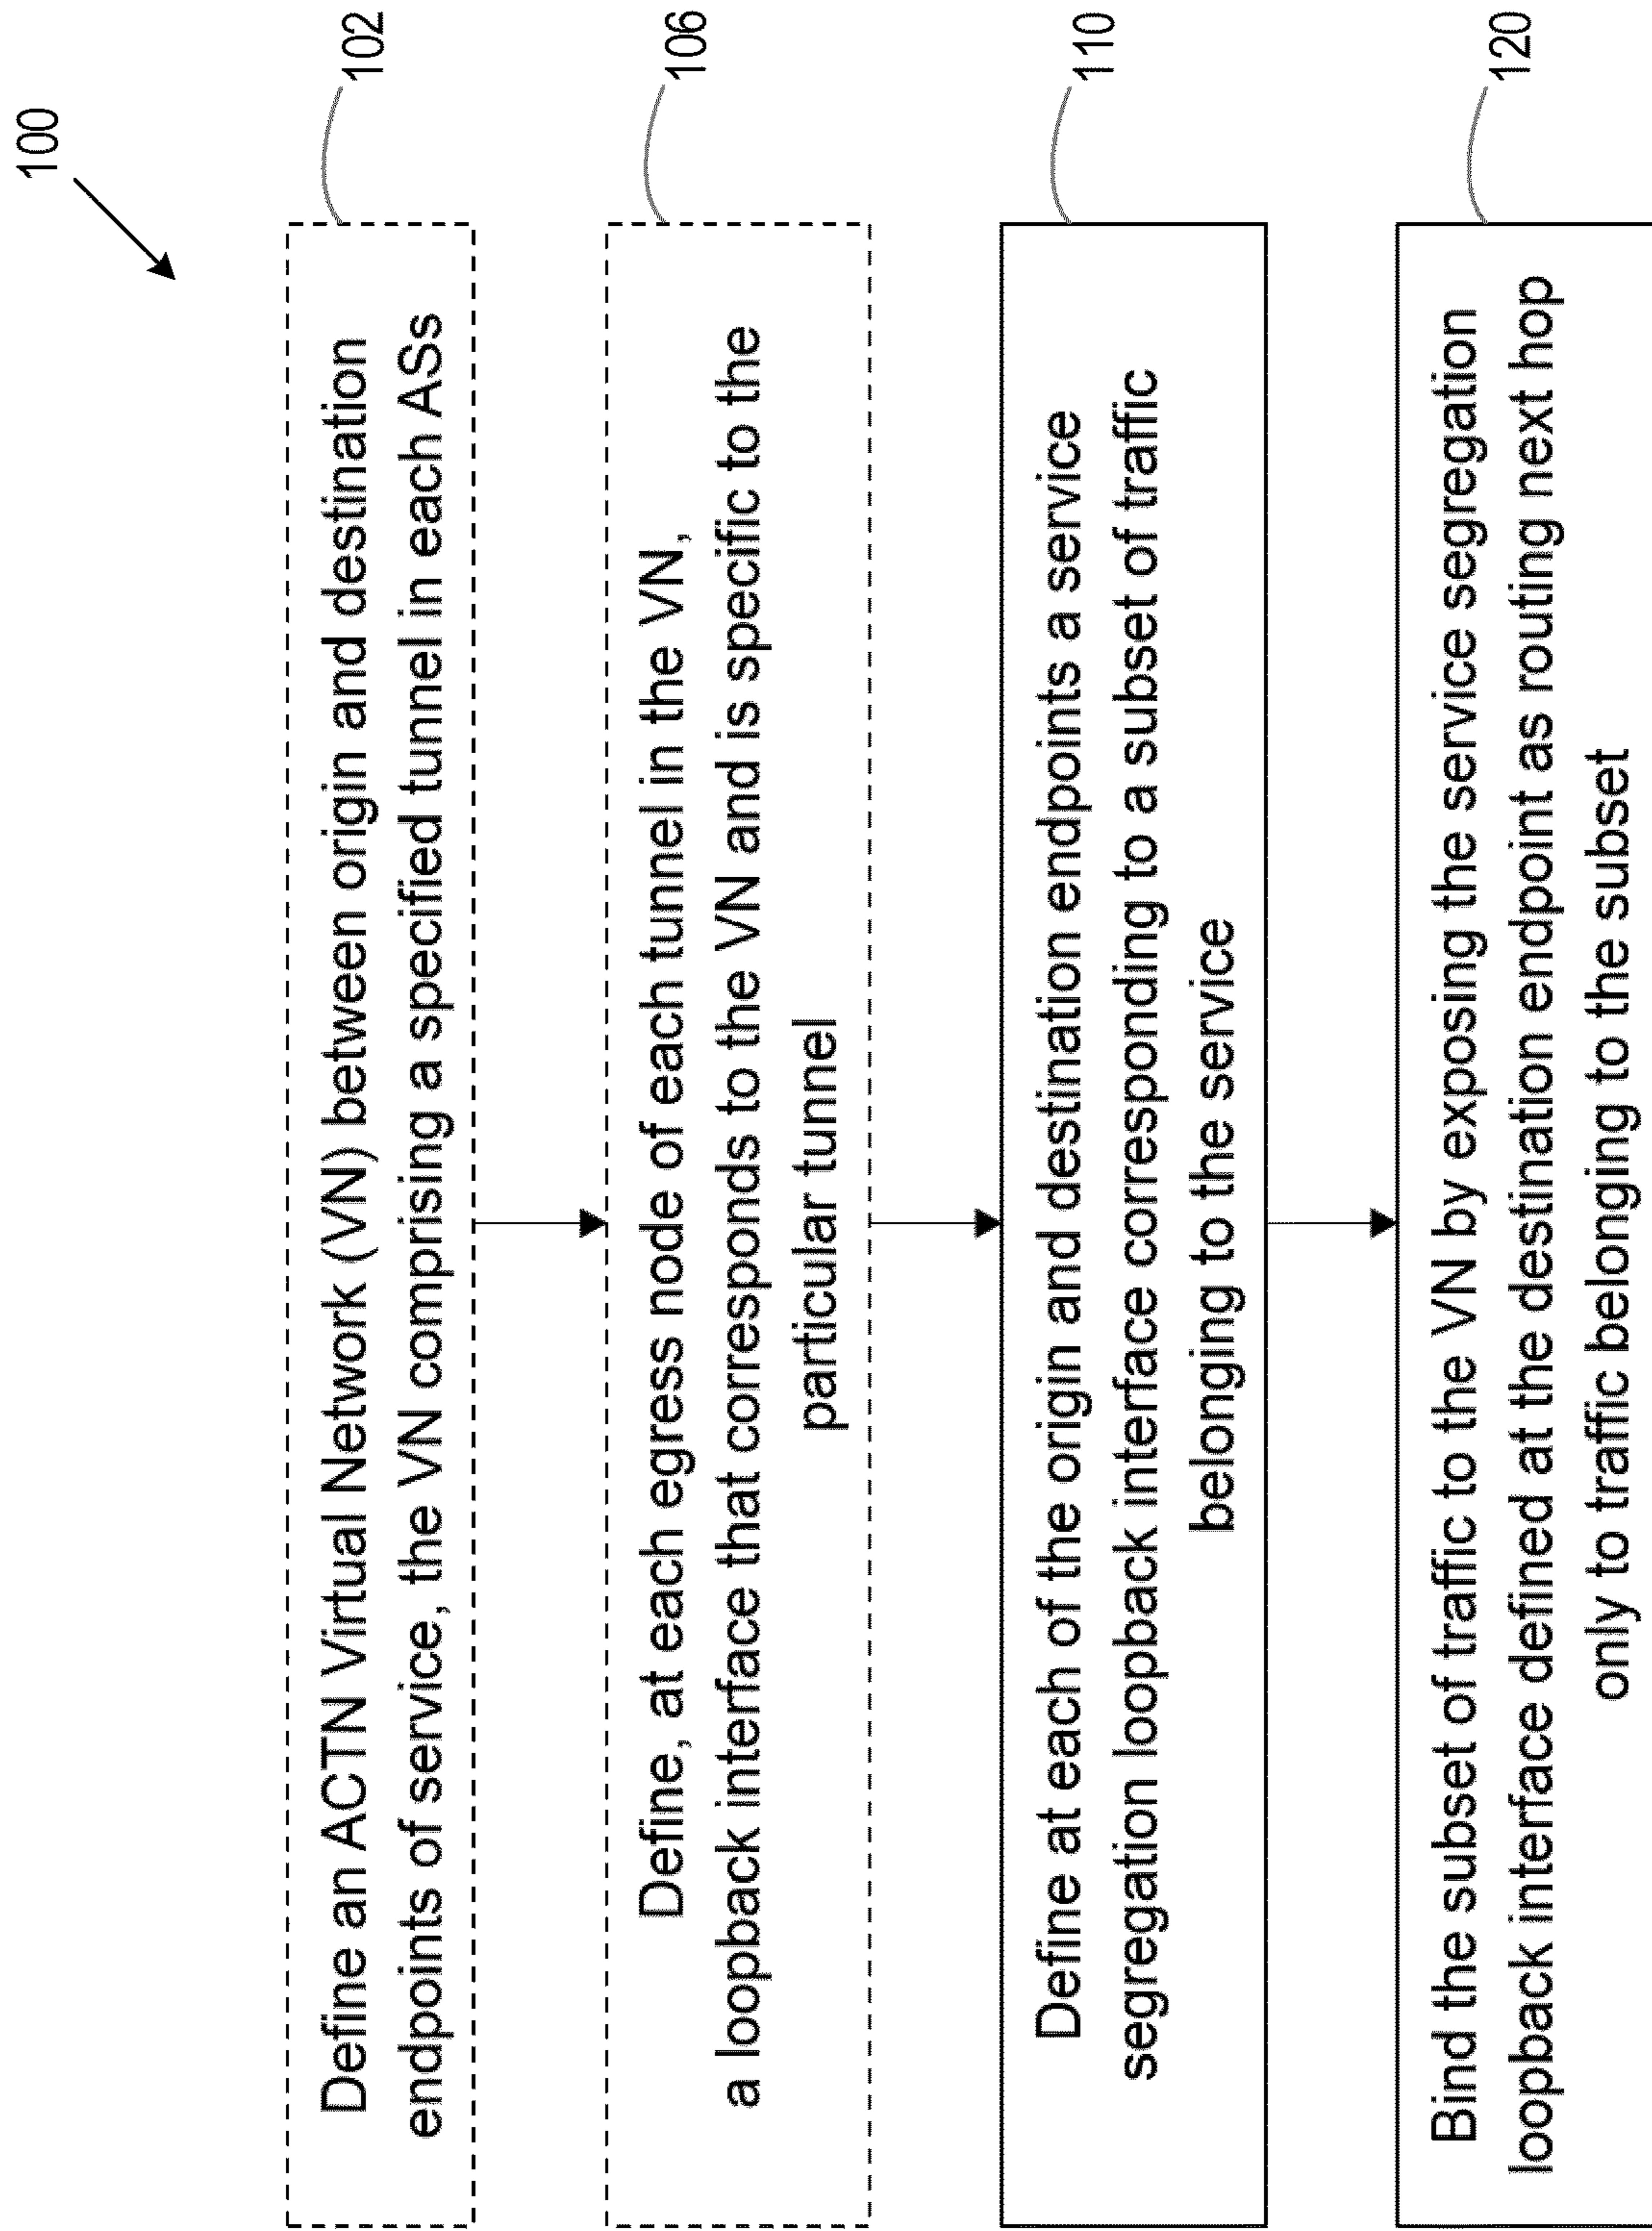 100
Define an ACTN Virtual Network (VN) between origin and destination
endpoints of service, the VN comprising a specified tunnel in each ASs
102
Define, at each egress node of each tunnel in the VN,
a loopback interface that corresponds to the VN and is specific to the
particular tunnel
106
Define at each of the origin and destination endpoints a service
segregation loopback interface corresponding to a subset of traffic
belonging to the service
110
Bind the subset of traffic to the VN by exposing the service segregation
loopback interface defined at the destination endpoint as routing next hop
only to traffic belonging to the subset
120